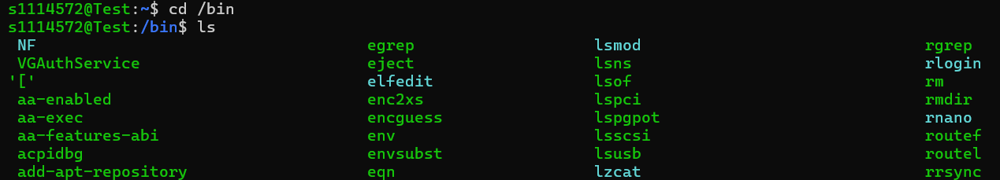 s1114572@Test:~$ cd /bin
s1114572@Test:/bin$ ls
NF egrep lsmod rgrep
VGAuthService eject lsns rlogin
'[' elfedit lsof rm
aa-enabled enc2xs lspci rmdir
aa-exec encguess lspgpot rnano
aa-features-abi env lsscsi routef
acpidbg envsubst lsusb routel
add-apt-repository eqn lzcat rrsync